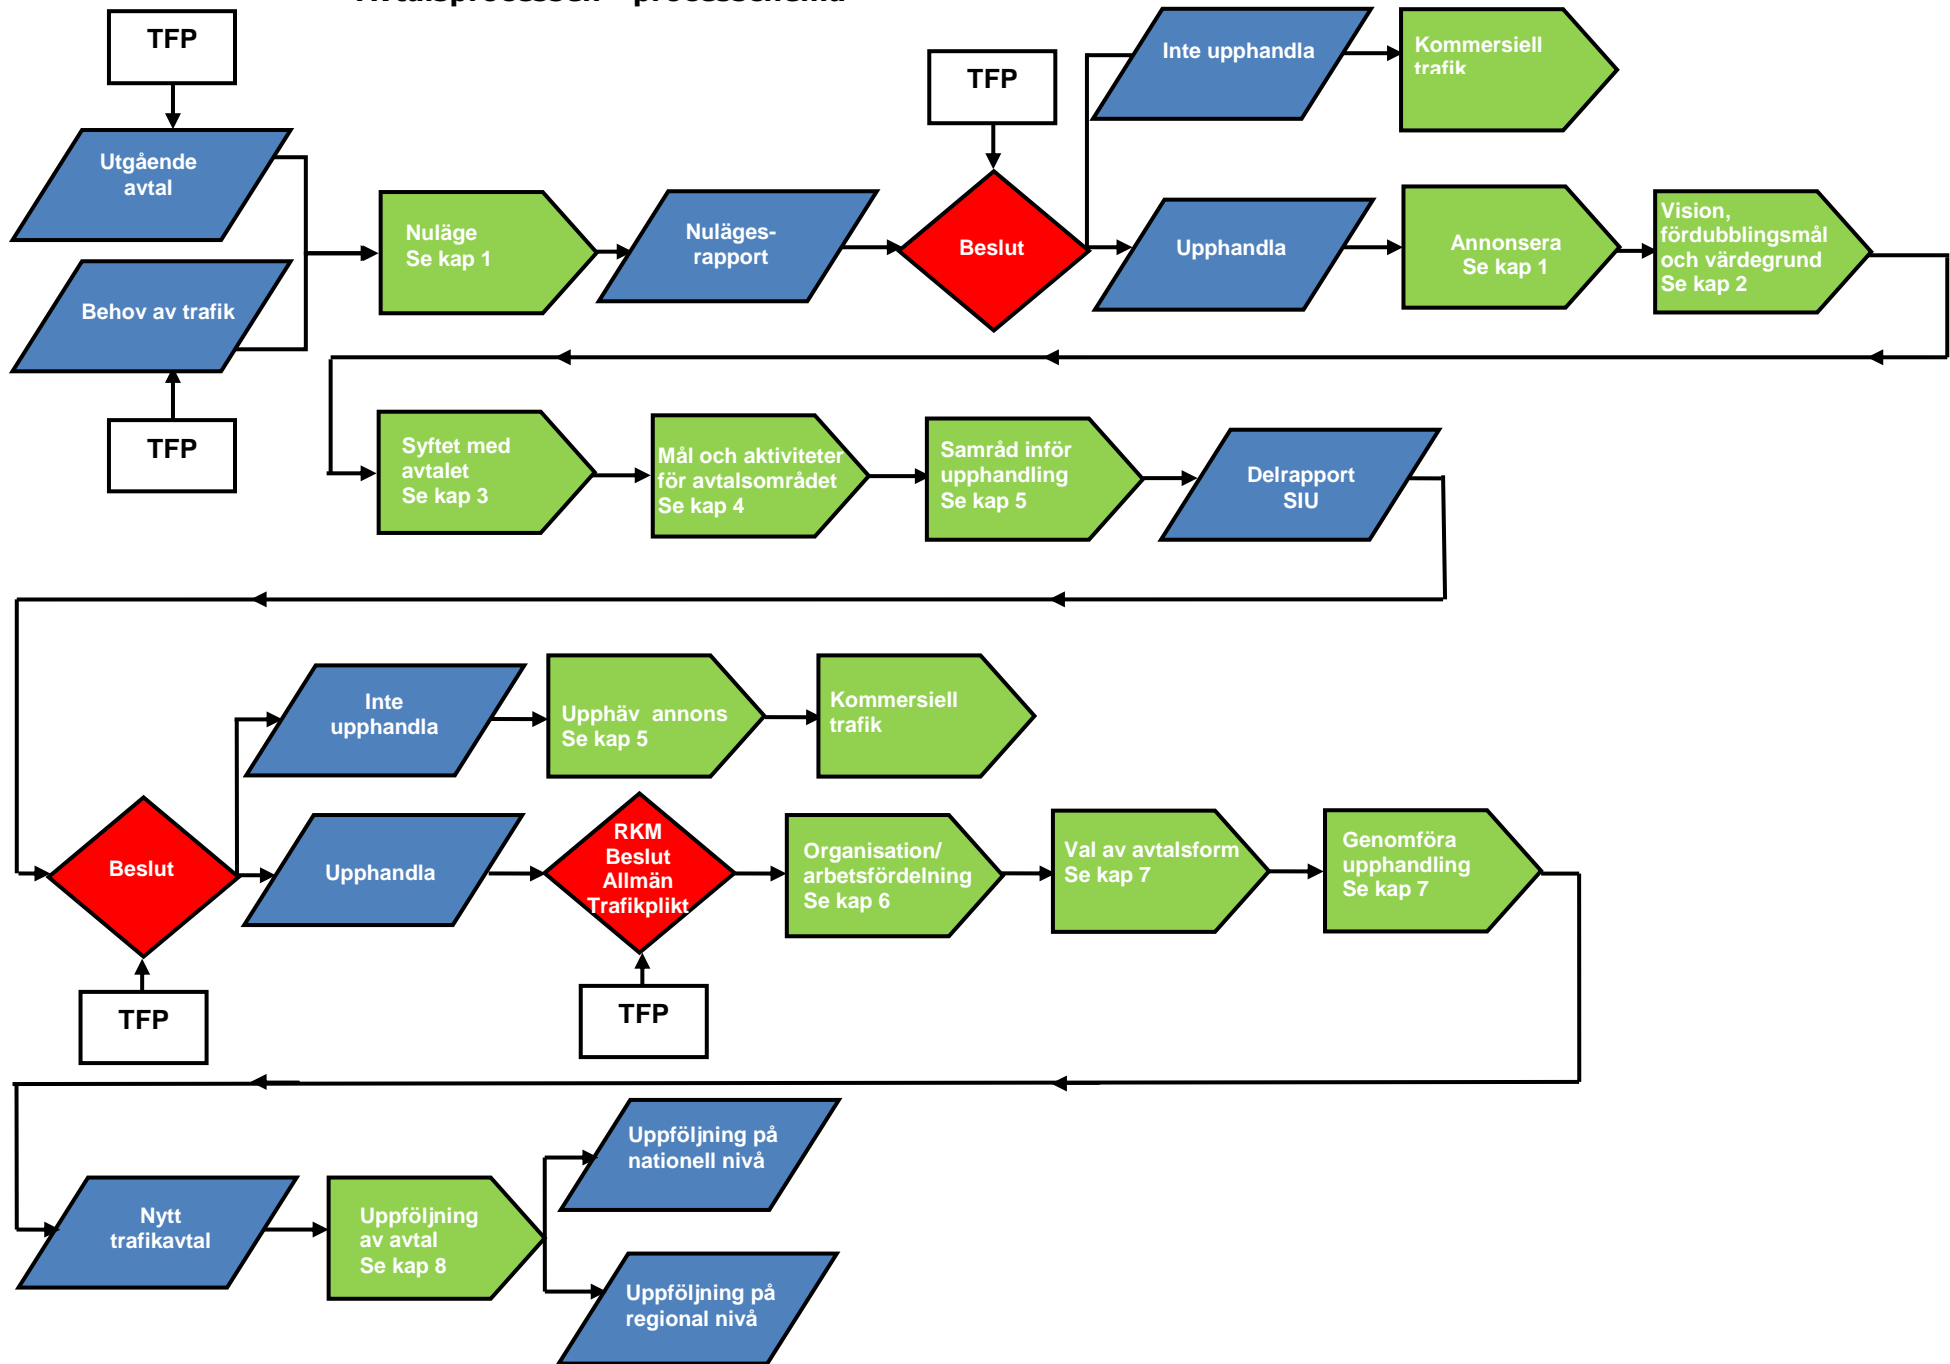 Avtalsprocessen – processchema
TFP
TFP
Inte upphandla
Kommersiell
trafik
Utgående
avtal
Nuläge
Se kap 1
Nuläges-
rapport
Beslut
Upphandla
Annonsera
Se kap 1
Vision,
fördubblingsmål
och värdegrund
Se kap 2
Behov av trafik
TFP
Syftet med
avtalet
Se kap 3
Mål och aktiviteter
för avtalsområdet
Se kap 4
Samråd inför
upphandling
Se kap 5
Delrapport
SIU
Inte
upphandla
Upphäv annons
Se kap 5
Kommersiell
trafik
Beslut
Upphandla
RKM
Beslut
Allmän
Trafikplikt
Organisation/
arbetsfördelning
Se kap 6
Val av avtalsform
Se kap 7
Genomföra
upphandling
Se kap 7
TFP
TFP
Nytt
trafikavtal
Uppföljning
av avtal
Se kap 8
Uppföljning på
nationell nivå
Uppföljning på
regional nivå